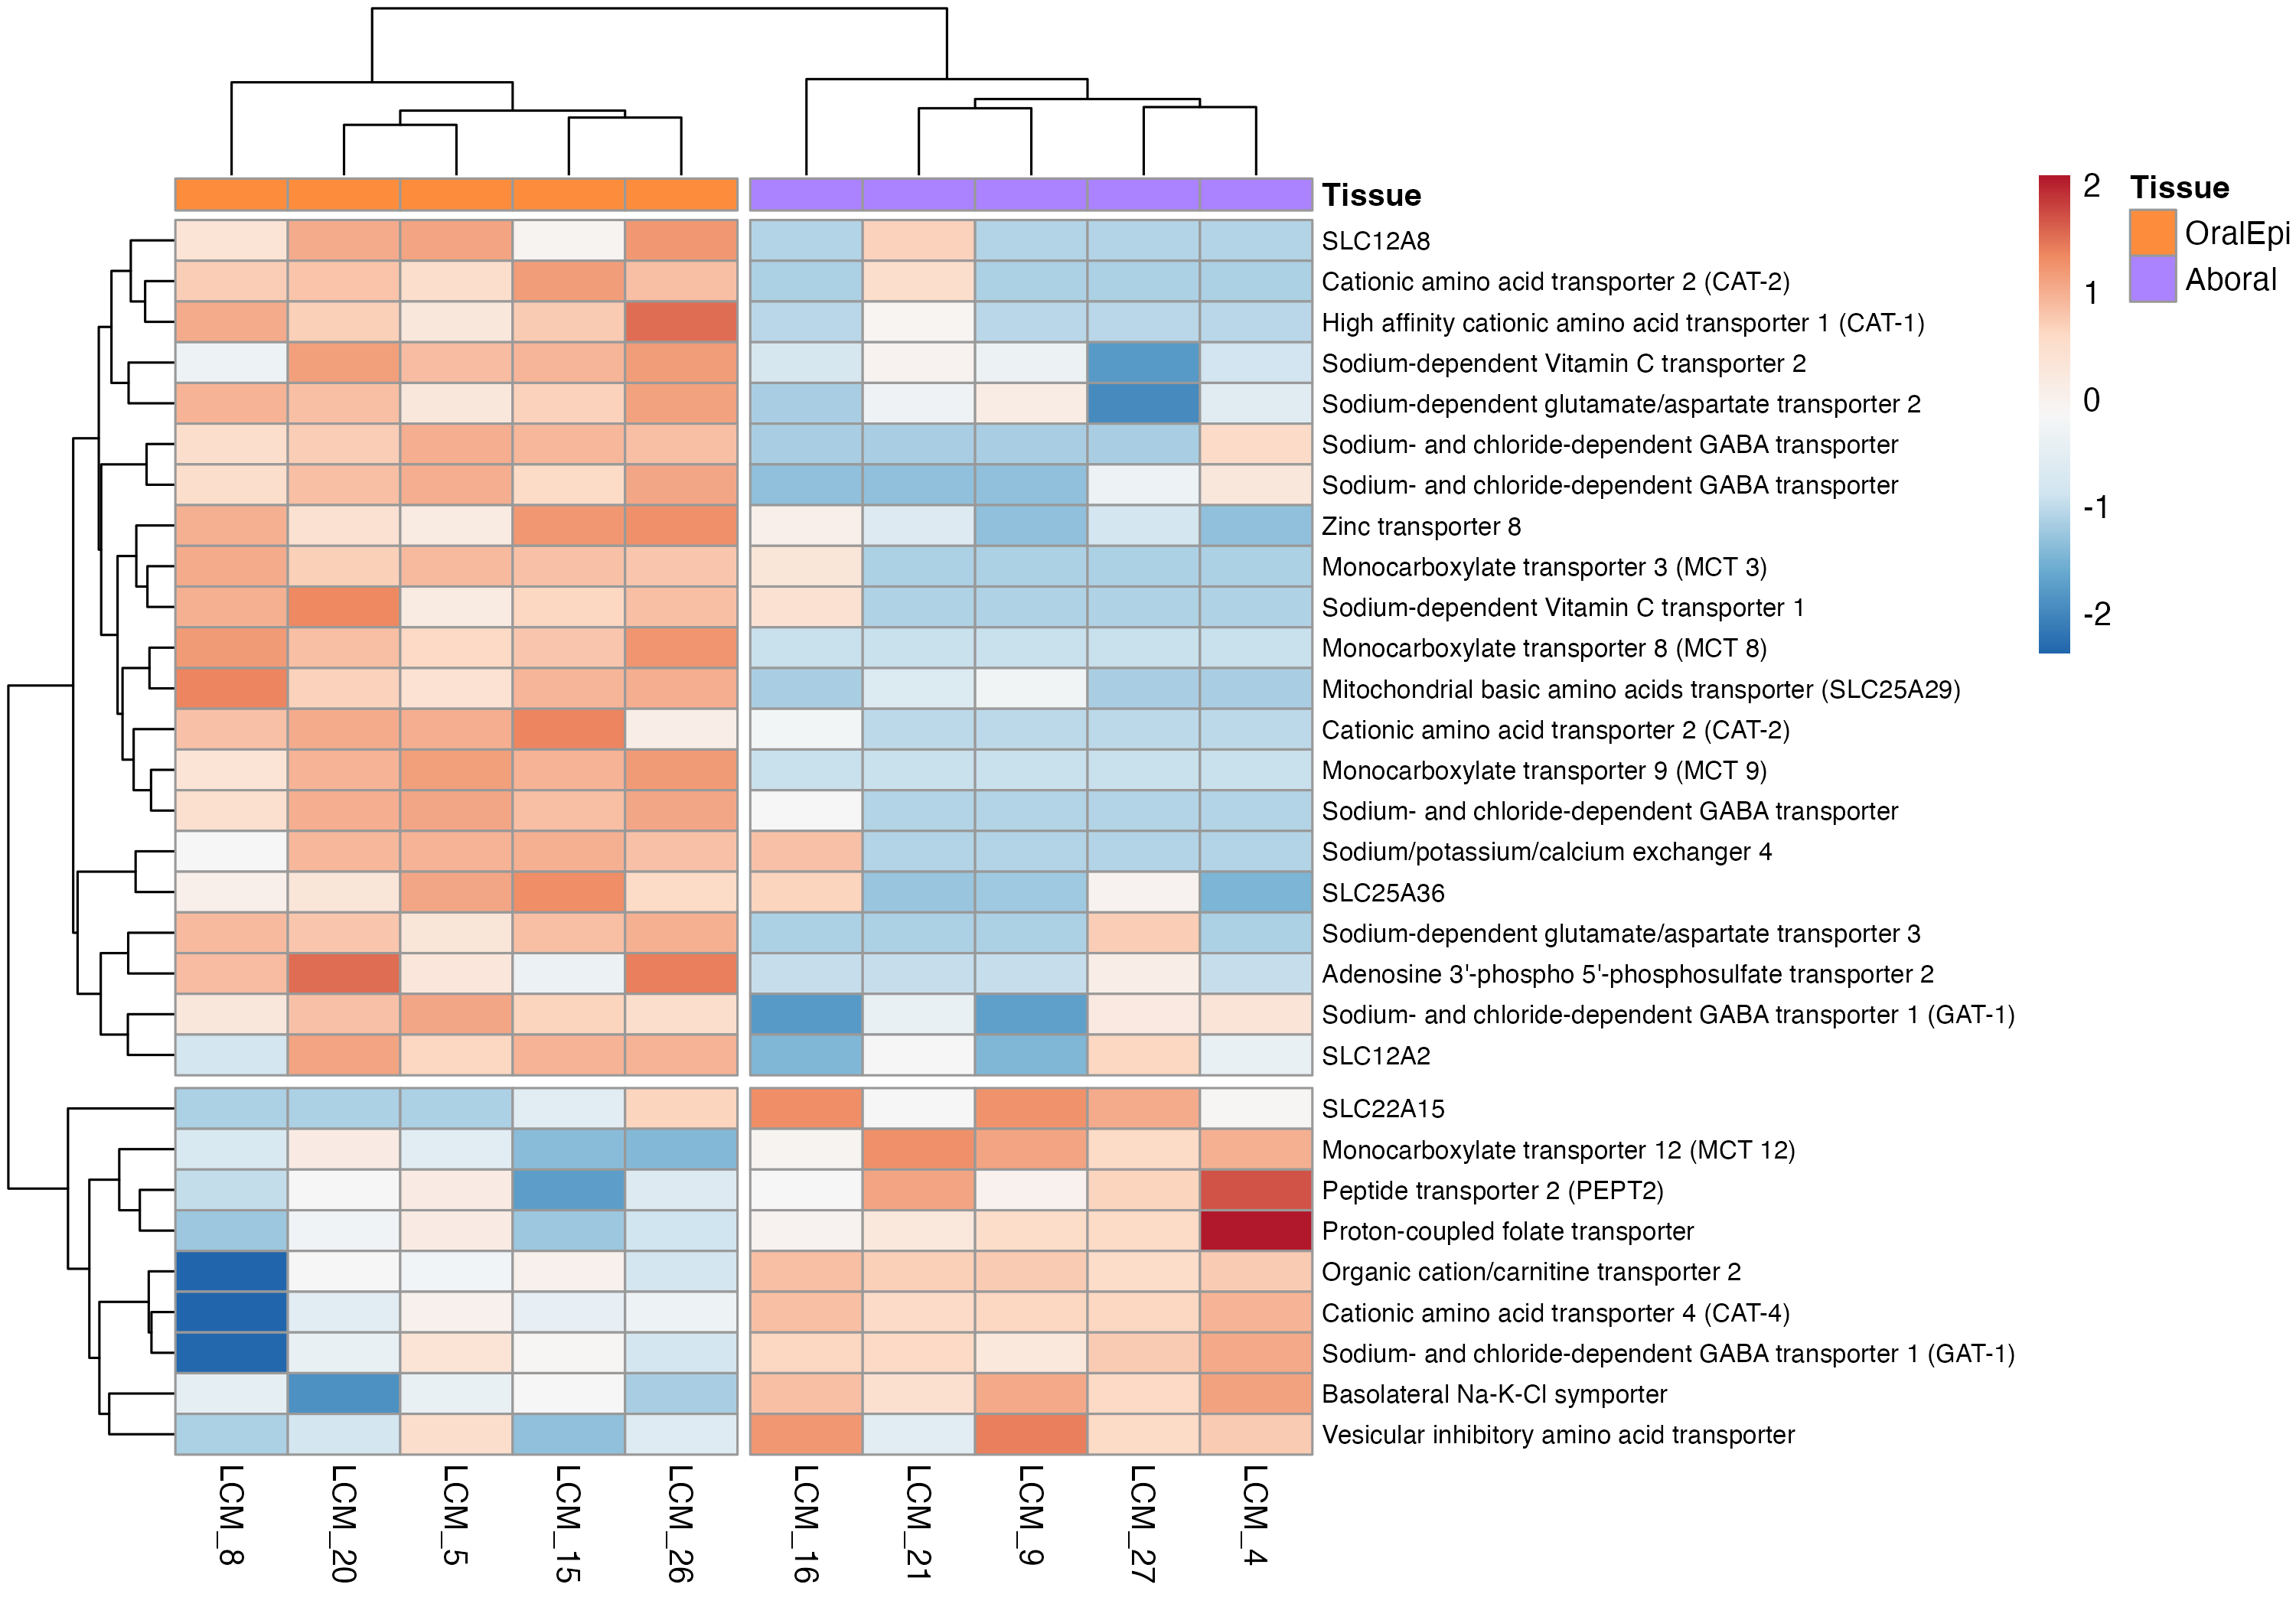 Tissue
SLC12A8
Cationic amino acid transporter 2 (CAT-2)
High affinity cationic amino acid transporter 1 (CAT-1)
Sodium-dependent Vitamin C transporter 2
Sodium-dependent glutamate/aspartate transporter 2
Sodium- and chloride-dependent GABA transporter
Sodium- and chloride-dependent GABA transporter
Zinc transporter 8
Monocarboxylate transporter 3 (MCT 3)
Sodium-dependent Vitamin C transporter 1
Monocarboxylate transporter 8 (MCT 8)
Mitochondrial basic amino acids transporter (SLC25A29)
Cationic amino acid transporter 2 (CAT-2)
Monocarboxylate transporter 9 (MCT 9)
Sodium- and chloride-dependent GABA transporter
Sodium/potassium/calcium exchanger 4
SLC25A36
Sodium-dependent glutamate/aspartate transporter 3
Adenosine 3'-phospho 5'-phosphosulfate transporter 2
Sodium- and chloride-dependent GABA transporter 1 (GAT-1)
SLC12A2
SLC22A15
Monocarboxylate transporter 12 (MCT 12)
Peptide transporter 2 (PEPT2)
Proton-coupled folate transporter
Organic cation/carnitine transporter 2
Cationic amino acid transporter 4 (CAT-4)
Sodium- and chloride-dependent GABA transporter 1 (GAT-1)
Basolateral Na-K-Cl symporter
Vesicular inhibitory amino acid transporter
LCM_8
LCM_20
LCM_5
LCM_15
LCM_26
LCM_16
LCM_21
LCM_9
LCM_27
LCM_4
2
1
0
-1
-2
Tissue
OralEpi
Aboral